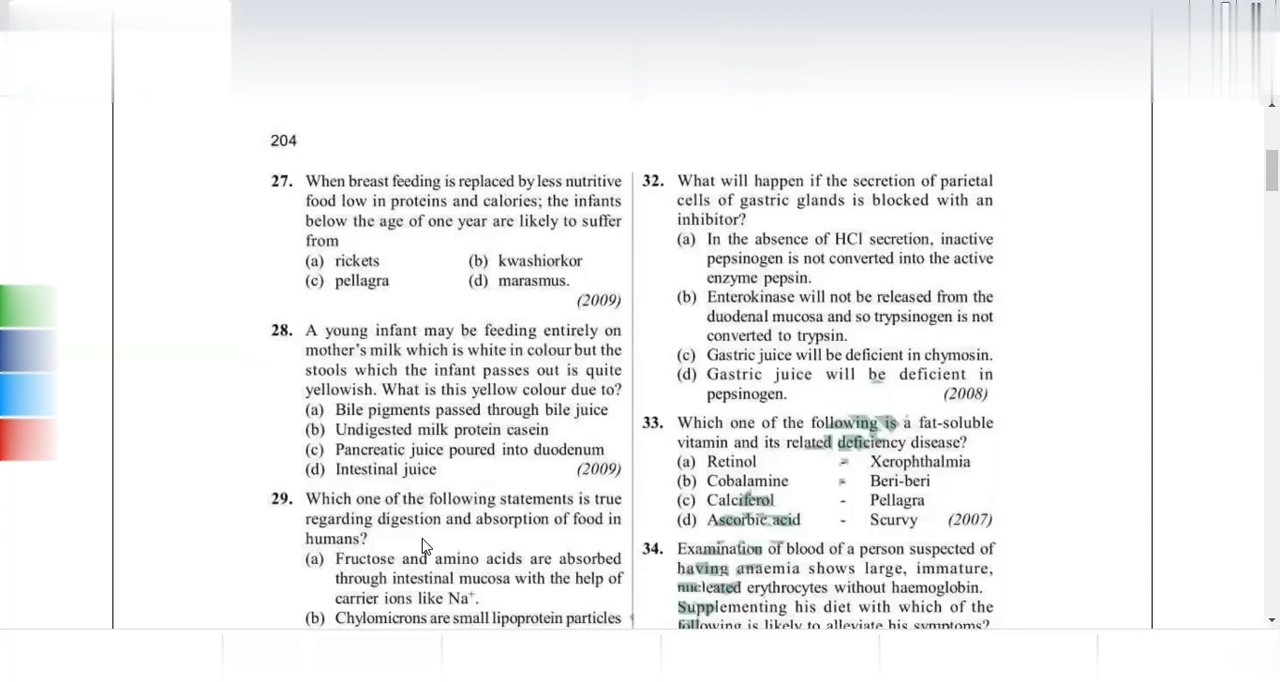 204
27. When breast feeding is replaced by less nutritive
food low in proteins and calories; the infants
below the age of one year are likely to suffer
from
(a) rickets (b) kwashiorkor
(c) pellagra (d) marasmus.
(2009)
28. A young infant may be feeding entirely on
mother's milk which is white in colour but the
stools which the infant passes out is quite
yellowish. What is this yellow colour due to?
(a) Bile pigments passed through bile juice
(b) Undigested milk protein casein
(c) Pancreatic juice poured into duodenum
(d) Intestinal juice (2009)
29. Which one of the following statements is true
regarding digestion and absorption of food in
humans?
(a) Fructose and amino acids are absorbed
through intestinal mucosa with the help of
carrier ions like Na⁺.
(b) Chylomicrons are small lipoprotein particles
32. What will happen if the secretion of parietal
cells of gastric glands is blocked with an
inhibitor?
(a) In the absence of HCl secretion, inactive
pepsinogen is not converted into the active
enzyme pepsin.
(b) Enterokinase will not be released from the
duodenal mucosa and so trypsinogen is not
converted to trypsin.
(c) Gastric juice will be deficient in chymosin.
(d) Gastric juice will be deficient in
pepsinogen. (2008)
33. Which one of the following is a fat-soluble
vitamin and its related deficiency disease?
(a) Retinol - Xerophthalmia
(b) Cobalamine - Beri-beri
(c) Calciferol - Pellagra
(d) Ascorbic acid - Scurvy (2007)
34. Examination of blood of a person suspected of
having anaemia shows large, immature,
nucleated erythrocytes without haemoglobin.
Supplementing his diet with which of the
following is likely to alleviate his symptoms?